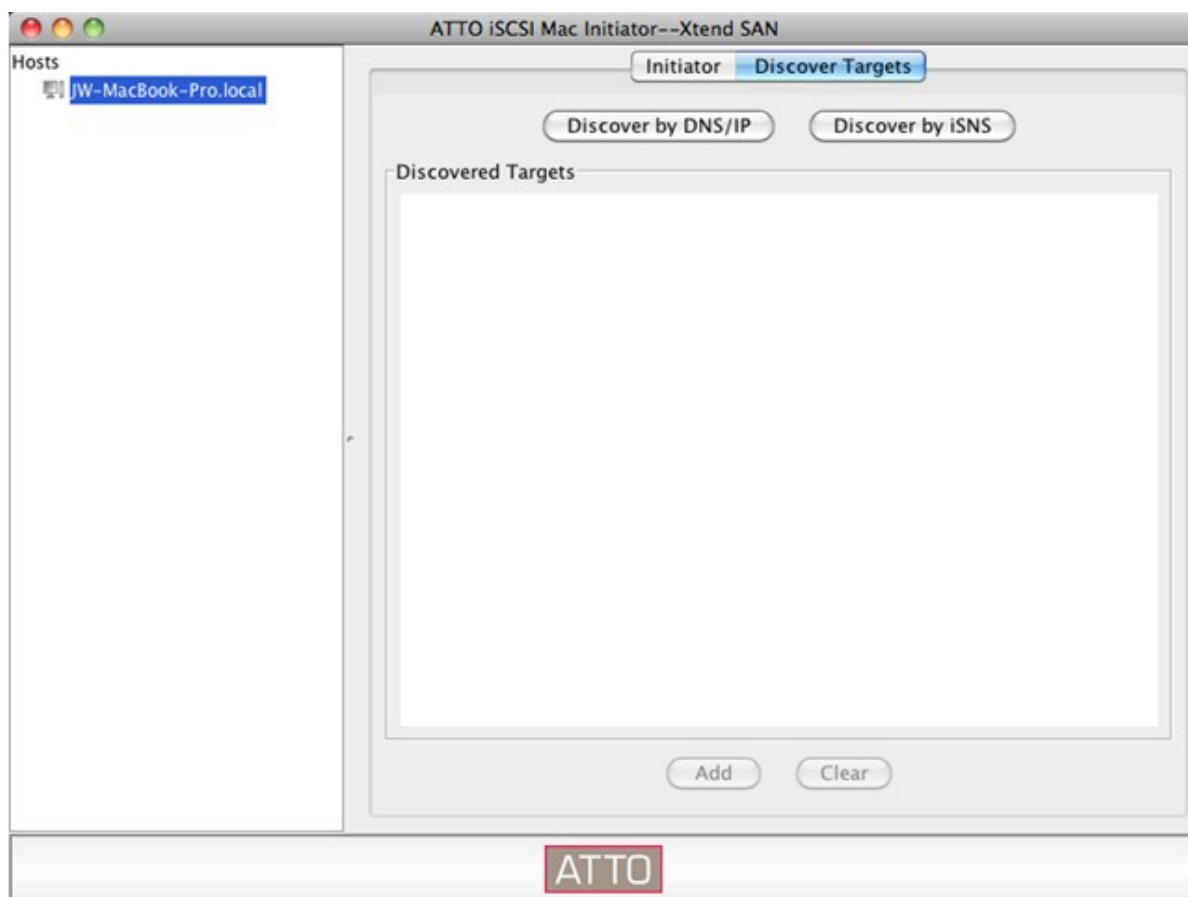 ATTO iSCSI Mac Initiator--Xtend SAN
Hosts
JW-MacBook-Pro.local
Initiator
Discover Targets
Discover by DNS/IP
Discover by iSNS
Discovered Targets
Add
Clear
ATTO